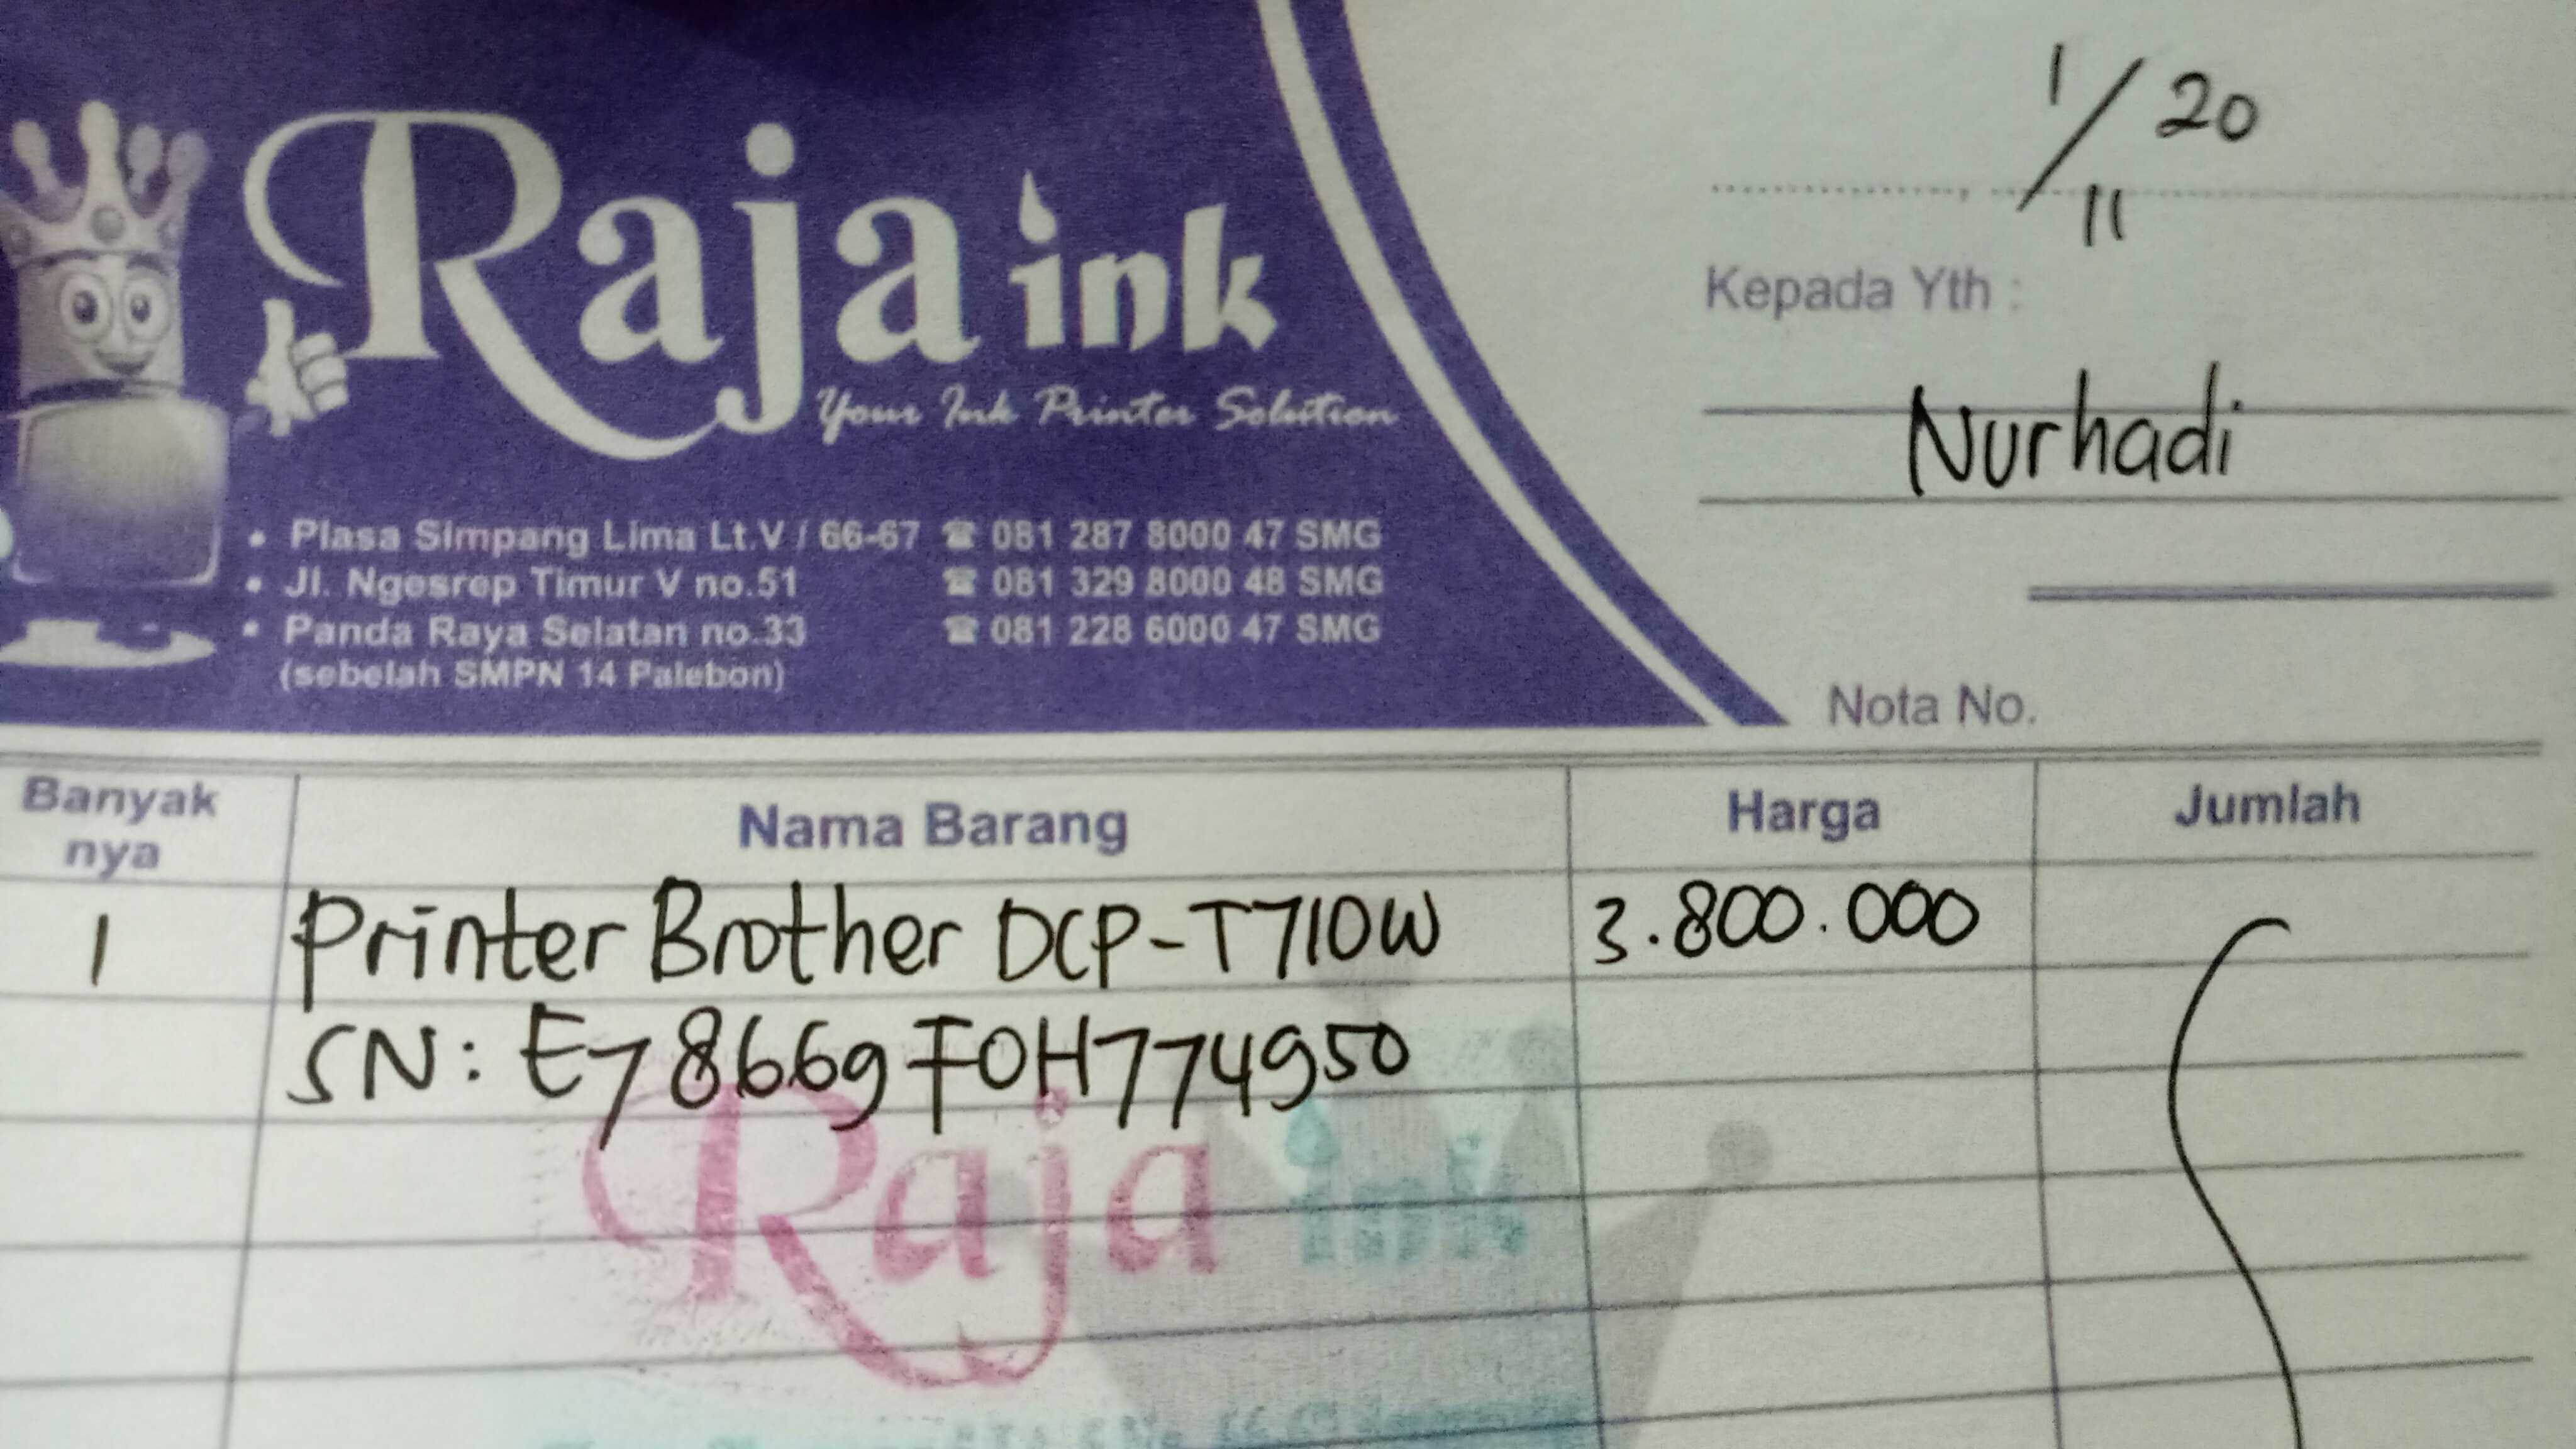 Raja ink
Your Ink Printer Solution
• Plasa Simpang Lima Lt.V / 66-67 ☎ 081 287 8000 47 SMG
• Jl. Ngesrep Timur V no.51 ☎ 081 329 8000 48 SMG
• Panda Raya Selatan no.33 ☎ 081 228 6000 47 SMG
(sebelah SMPN 14 Palebon)
1/11 20
Kepada Yth :
Nurhadi
Nota No.
Banyak nya Nama Barang Harga Jumlah
1 Printer Brother DCP-T710W 3.800.000
SN: E78669F0H774950
Raja ink